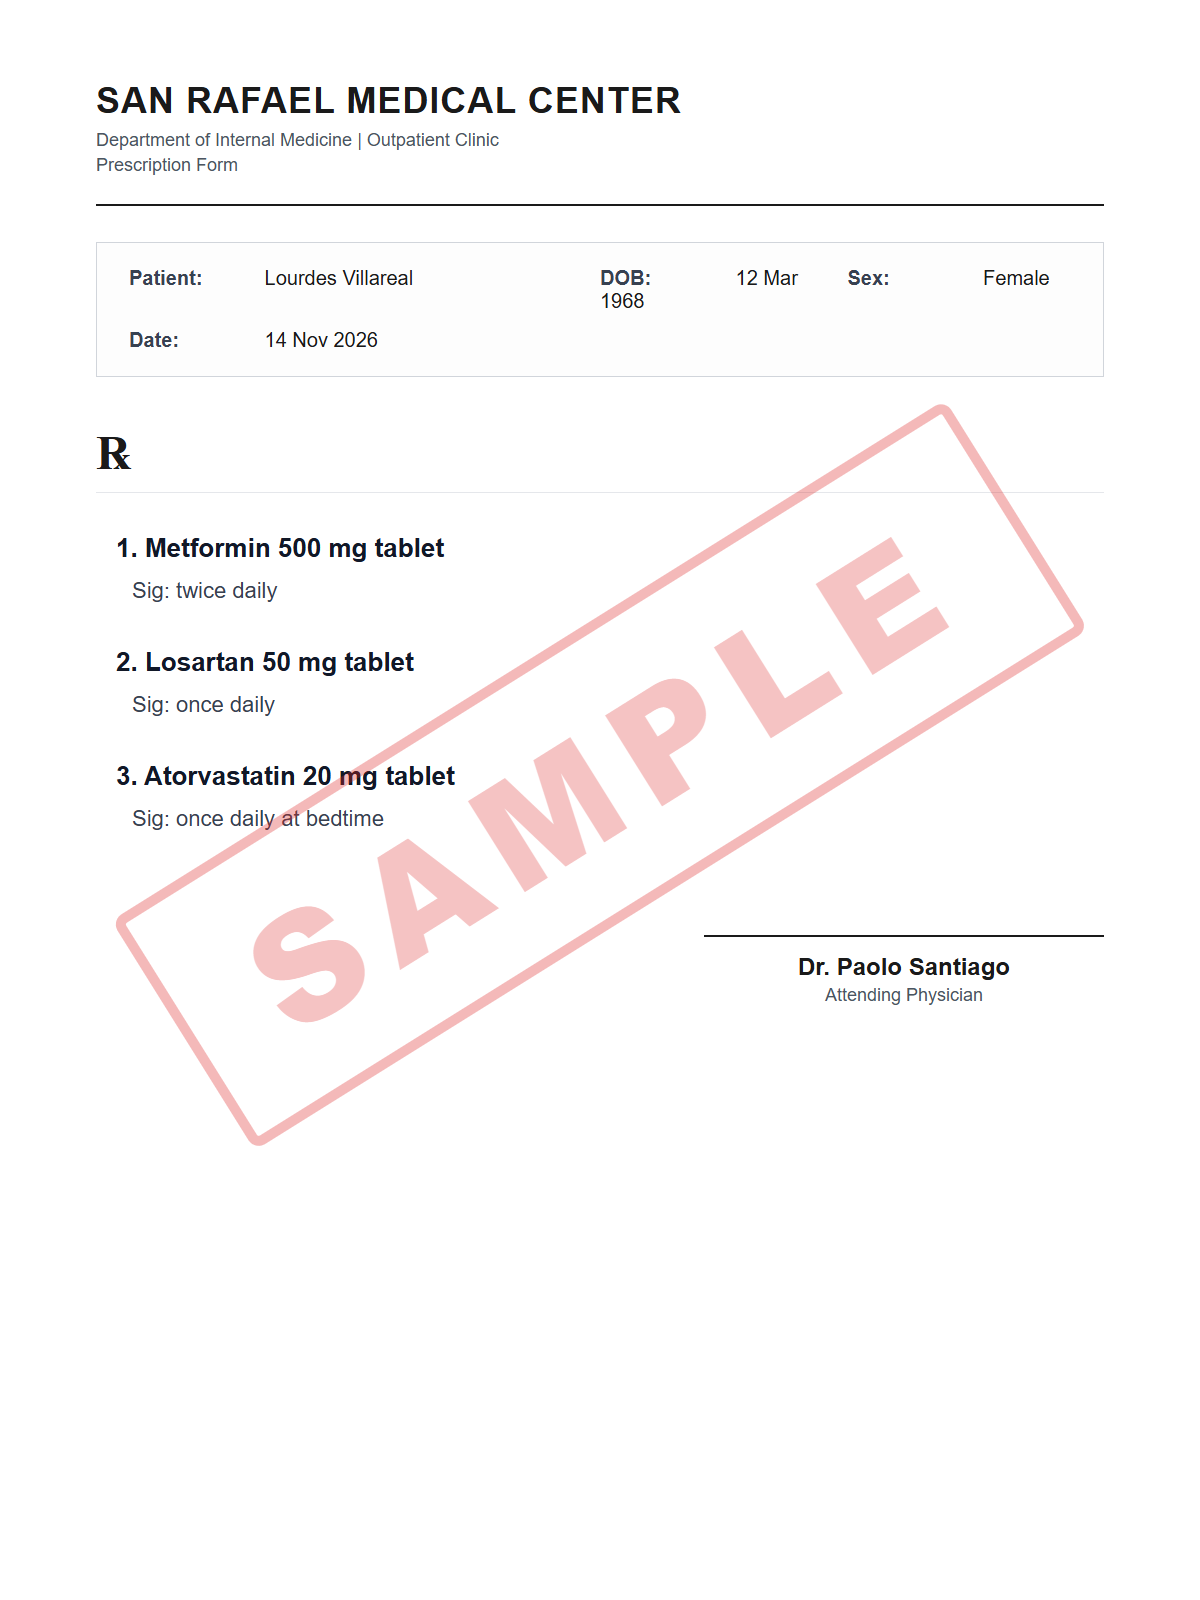 SAN RAFAEL MEDICAL CENTER
Department of Internal Medicine | Outpatient Clinic
Prescription Form
Patient: Lourdes Villareal DOB: 12 Mar Sex: Female
1968
Date: 14 Nov 2026
℞
1. Metformin 500 mg tablet
Sig: twice daily
2. Losartan 50 mg tablet
Sig: once daily
3. Atorvastatin 20 mg tablet
Sig: once daily at bedtime
SAMPLE
Dr. Paolo Santiago
Attending Physician